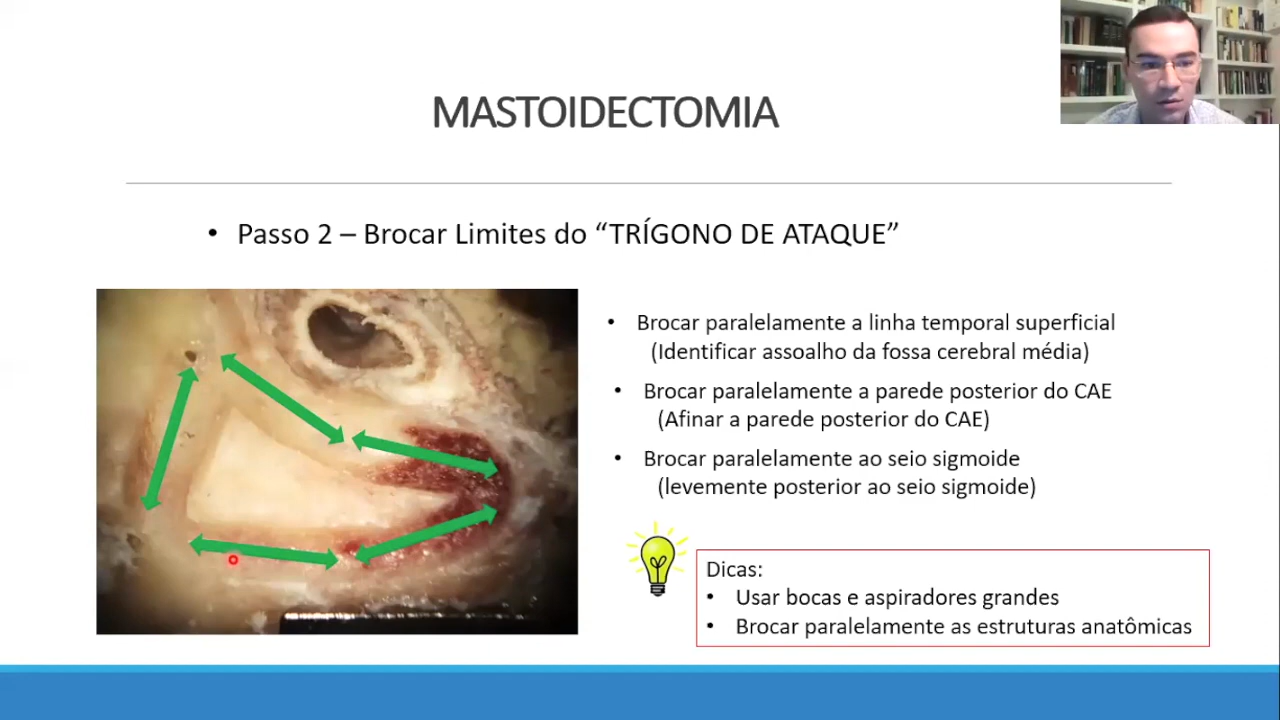 MASTOIDECTOMIA
• Passo 2 – Brocar Limites do “TRÍGONO DE ATAQUE”
• Brocar paralelamente a linha temporal superficial
(Identificar assoalho da fossa cerebral média)
• Brocar paralelamente a parede posterior do CAE
(Afinar a parede posterior do CAE)
• Brocar paralelamente ao seio sigmoide
(levemente posterior ao seio sigmoide)
Dicas:
• Usar bocas e aspiradores grandes
• Brocar paralelamente as estruturas anatômicas